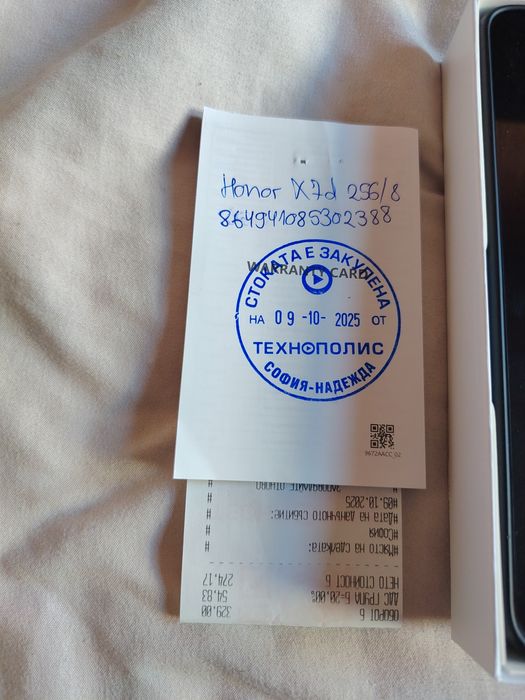 Honor X7d 256/8
864941085302388
WARRANTY CARD
СТОКАТА Е ЗАКУПЕНА
НА 09 -10- 2025 ОТ
ТЕХНОПОЛИС
СОФИЯ-НАДЕЖДА
9672AACC_02
ОБОРОТ Б 329.00
ДДС ГРУПА Б-20.00% 54.83
НЕТО СТОЙНОСТ Б 274.17
#Място на сделката: #
#София #
#Дата на данъчното събитие: #
#09.10.2025 #